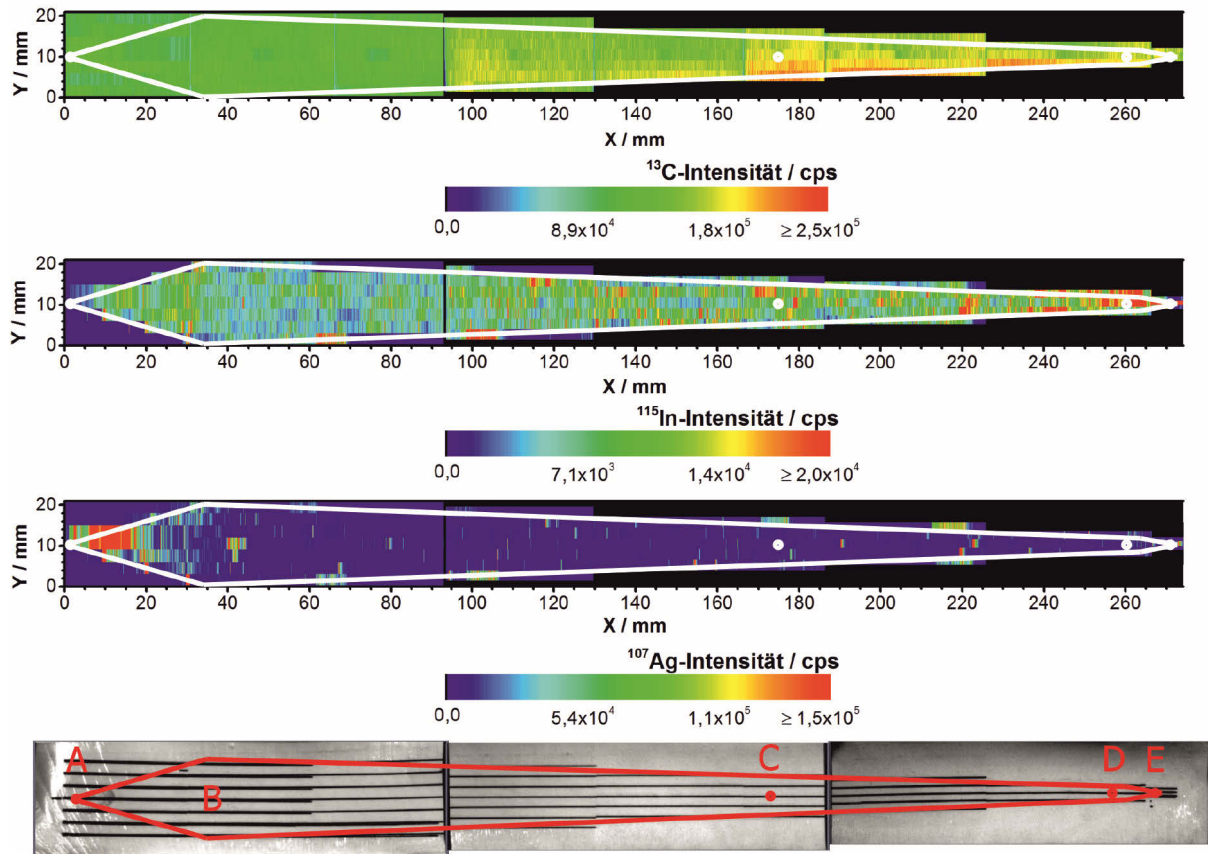 20
Y / mm
10
0
0 20 40 60 80 100 120 140 160 180 200 220 240 260
X / mm
¹³C-Intensität / cps
0,0 8,9x10⁴ 1,8x10⁵ ≥ 2,5x10⁵
20
Y / mm
10
0
0 20 40 60 80 100 120 140 160 180 200 220 240 260
X / mm
¹¹⁵In-Intensität / cps
0,0 7,1x10³ 1,4x10⁴ ≥ 2,0x10⁴
20
Y / mm
10
0
0 20 40 60 80 100 120 140 160 180 200 220 240 260
X / mm
¹⁰⁷Ag-Intensität / cps
0,0 5,4x10⁴ 1,1x10⁵ ≥ 1,5x10⁵
A B C D E